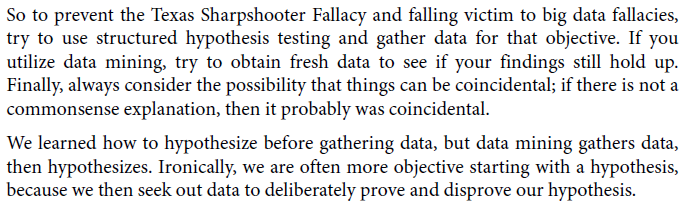 So to prevent the Texas Sharpshooter Fallacy and falling victim to big data fallacies,
try to use structured hypothesis testing and gather data for that objective. If you
utilize data mining, try to obtain fresh data to see if your findings still hold up.
Finally, always consider the possibility that things can be coincidental; if there is not a
commonsense explanation, then it probably was coincidental.
We learned how to hypothesize before gathering data, but data mining gathers data,
then hypothesizes. Ironically, we are often more objective starting with a hypothesis,
because we then seek out data to deliberately prove and disprove our hypothesis.